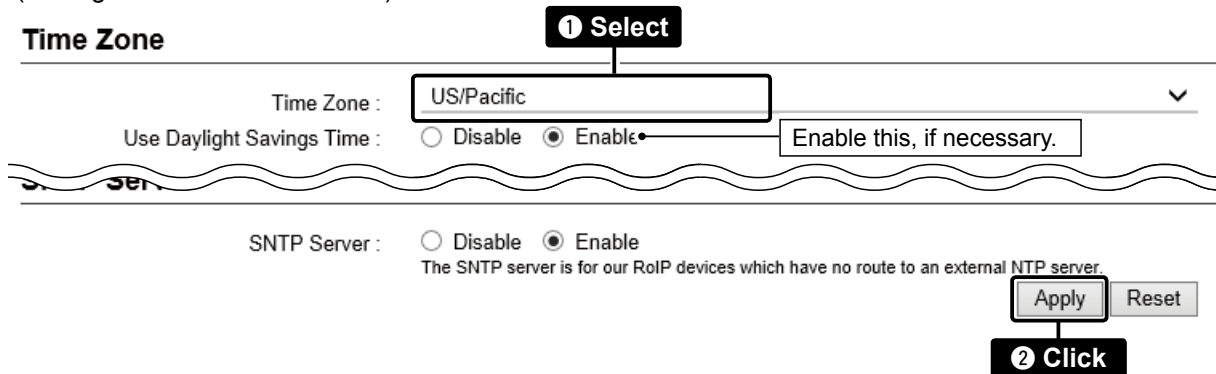 Time Zone
❶ Select
Time Zone :
US/Pacific
Use Daylight Savings Time :
Disable
Enable
Enable this, if necessary.
SNTP Server :
Disable
Enable
The SNTP server is for our RoIP devices which have no route to an external NTP server.
Apply
Reset
❷ Click